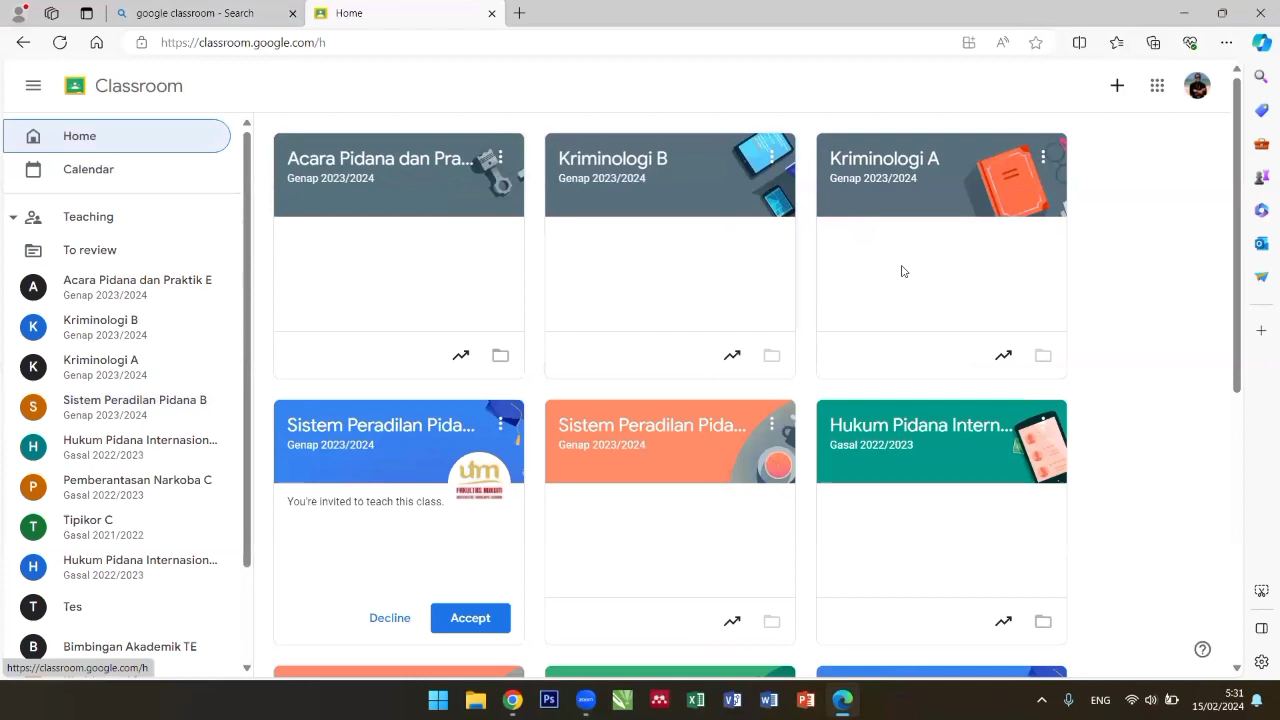 google classroom - Search
Home
https://classroom.google.com/h
Classroom
Home
Calendar
Teaching
To review
A
Acara Pidana dan Praktik E
Genap 2023/2024
K
Kriminologi B
Genap 2023/2024
K
Kriminologi A
Genap 2023/2024
S
Sistem Peradilan Pidana B
Genap 2023/2024
H
Hukum Pidana Internasion...
Gasal 2022/2023
P
Pemberantasan Narkoba C
Gasal 2022/2023
T
Tipikor C
Gasal 2021/2022
H
Hukum Pidana Internasion...
Gasal 2022/2023
T
Tes
B
Bimbingan Akademik TE
https://classroom.google.com/h
Acara Pidana dan Pra...
Genap 2023/2024
Kriminologi B
Genap 2023/2024
Kriminologi A
Genap 2023/2024
Sistem Peradilan Pida...
Genap 2023/2024
utm
FAKULTAS HUKUM
You're invited to teach this class.
Decline
Accept
Sistem Peradilan Pida...
Genap 2023/2024
Hukum Pidana Intern...
Gasal 2022/2023
ENG
5:31
15/02/2024